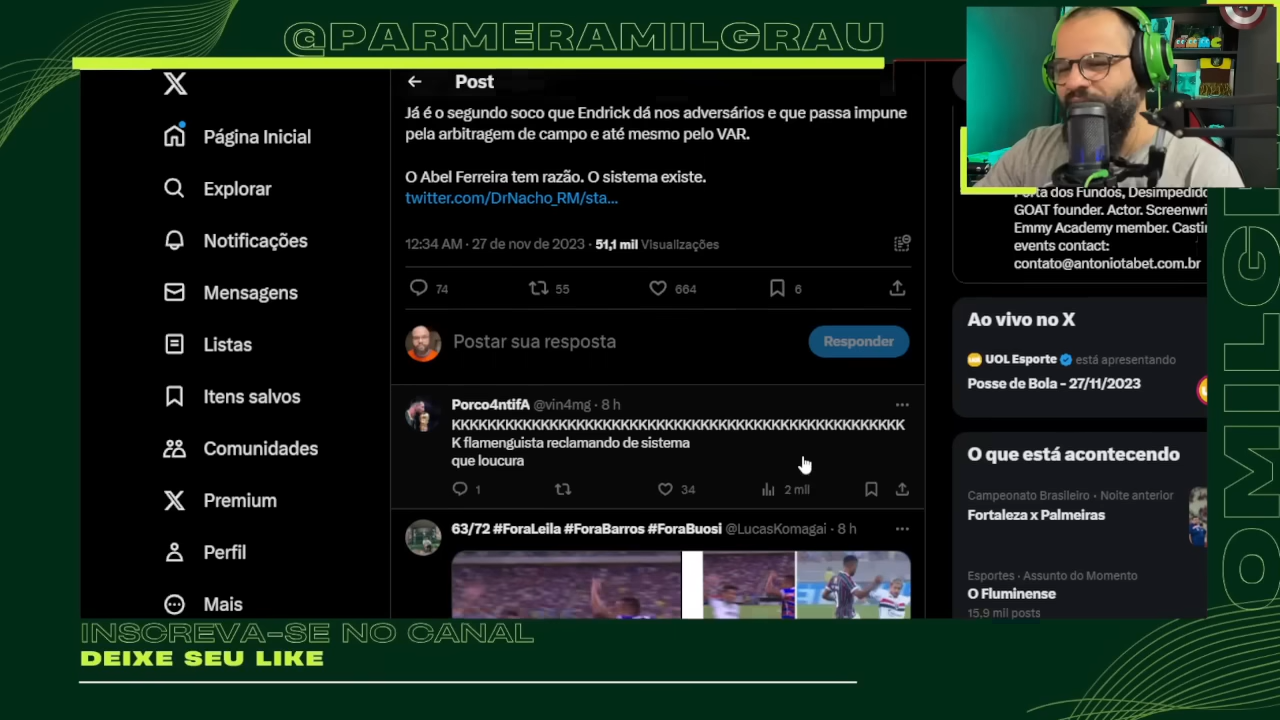 @PARMERAMILGRAU
Post
Página Inicial
Explorar
Notificações
Mensagens
Listas
Itens salvos
Comunidades
Premium
Perfil
Mais
Já é o segundo soco que Endrick dá nos adversários e que passa impune
pela arbitragem de campo e até mesmo pelo VAR.
O Abel Ferreira tem razão. O sistema existe.
twitter.com/DrNacho_RM/sta...
12:34 AM · 27 de nov de 2023 · 51,1 mil Visualizações
74 55 664 6
Postar sua resposta
Responder
Porco4ntifA @vin4mg · 8 h
KKKKKKKKKKKKKKKKKKKKKKKKKKKKKKKKKKKKKKKKKKKKKKKKKKK
K flamenguista reclamando de sistema
que loucura
1 34 2 mil
63/72 #ForaLeila #ForaBarros #ForaBuosi @LucasKomagai · 8 h
dos Fundos, Desimpedido
GOAT founder. Actor. Screenwri
Emmy Academy member. Casti
events contact:
contato@antoniotabet.com.br
Ao vivo no X
UOL Esporte está apresentando
Posse de Bola - 27/11/2023
O que está acontecendo
Campeonato Brasileiro · Noite anterior
Fortaleza x Palmeiras
Esportes · Assunto do Momento
O Fluminense
15,9 mil posts
INSCREVA-SE NO CANAL
DEIXE SEU LIKE